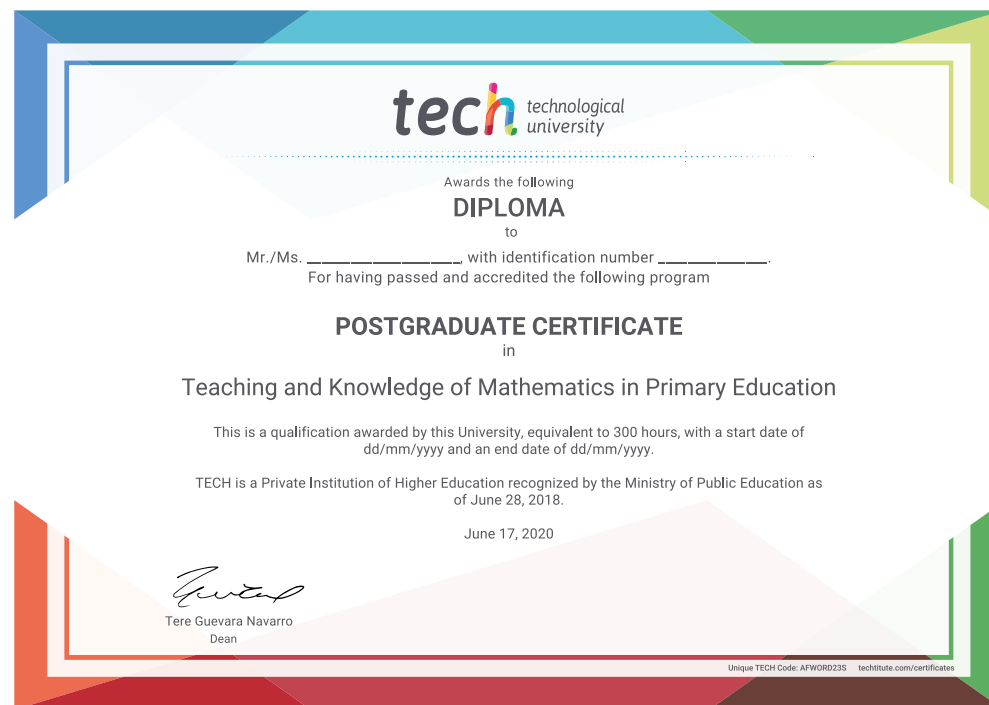 tech technological
university
Awards the following
DIPLOMA
to
Mr./Ms. ____________________, with identification number ______________.
For having passed and accredited the following program
POSTGRADUATE CERTIFICATE
in
Teaching and Knowledge of Mathematics in Primary Education
This is a qualification awarded by this University, equivalent to 300 hours, with a start date of
dd/mm/yyyy and an end date of dd/mm/yyyy.
TECH is a Private Institution of Higher Education recognized by the Ministry of Public Education as
of June 28, 2018.
June 17, 2020
Tere Guevara Navarro
Dean
Unique TECH Code: AFWORD23S techtitute.com/certificates